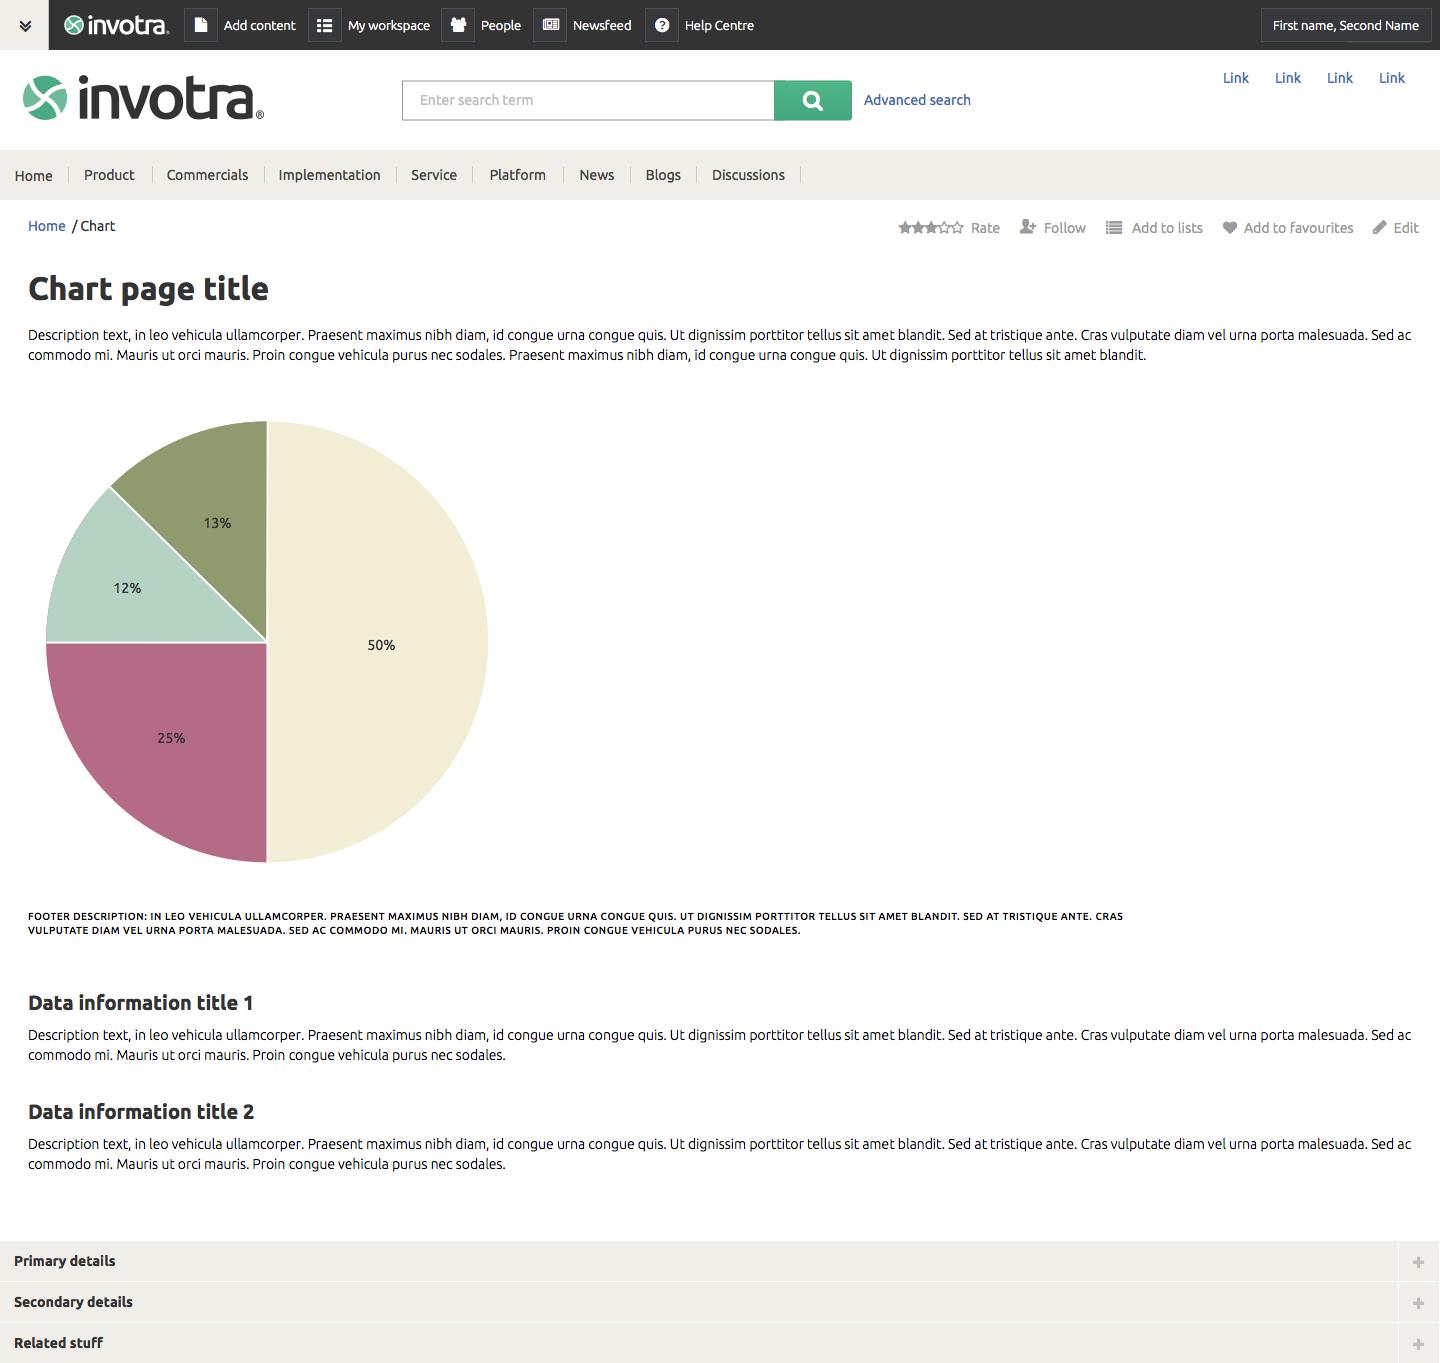 invotra.
Add content
My workspace
People
Newsfeed
Help Centre
First name, Second Name
invotra®
Enter search term
Advanced search
Link
Link
Link
Link
Home
Product
Commercials
Implementation
Service
Platform
News
Blogs
Discussions
Home / Chart
Rate
Follow
Add to lists
Add to favourites
Edit
Chart page title
Description text, in leo vehicula ullamcorper. Praesent maximus nibh diam, id congue urna congue quis. Ut dignissim porttitor tellus sit amet blandit. Sed at tristique ante. Cras vulputate diam vel urna porta malesuada. Sed ac
commodo mi. Mauris ut orci mauris. Proin congue vehicula purus nec sodales. Praesent maximus nibh diam, id congue urna congue quis. Ut dignissim porttitor tellus sit amet blandit.
13%
12%
50%
25%
FOOTER DESCRIPTION: IN LEO VEHICULA ULLAMCORPER. PRAESENT MAXIMUS NIBH DIAM, ID CONGUE URNA CONGUE QUIS. UT DIGNISSIM PORTTITOR TELLUS SIT AMET BLANDIT. SED AT TRISTIQUE ANTE. CRAS
VULPUTATE DIAM VEL URNA PORTA MALESUADA. SED AC COMMODO MI. MAURIS UT ORCI MAURIS. PROIN CONGUE VEHICULA PURUS NEC SODALES.
Data information title 1
Description text, in leo vehicula ullamcorper. Praesent maximus nibh diam, id congue urna congue quis. Ut dignissim porttitor tellus sit amet blandit. Sed at tristique ante. Cras vulputate diam vel urna porta malesuada. Sed ac
commodo mi. Mauris ut orci mauris. Proin congue vehicula purus nec sodales.
Data information title 2
Description text, in leo vehicula ullamcorper. Praesent maximus nibh diam, id congue urna congue quis. Ut dignissim porttitor tellus sit amet blandit. Sed at tristique ante. Cras vulputate diam vel urna porta malesuada. Sed ac
commodo mi. Mauris ut orci mauris. Proin congue vehicula purus nec sodales.
Primary details
Secondary details
Related stuff